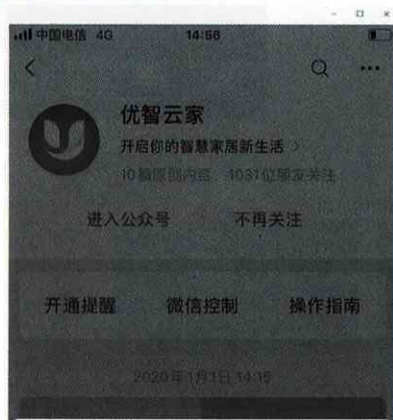 中国电信 4G 14:56
优智云家
开启你的智慧家居新生活
10篇原创内容 1031位朋友关注
进入公众号 不再关注
开通提醒 微信控制 操作指南
2020年1月1日 14:15